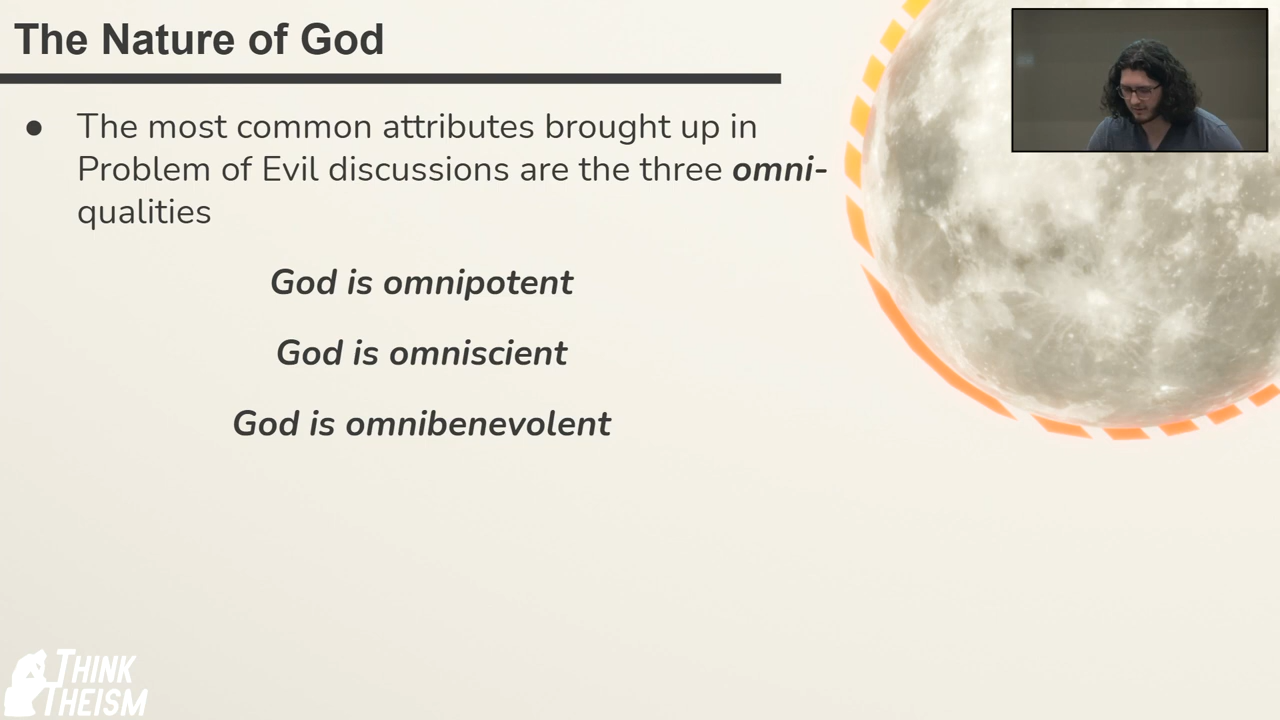 The Nature of God
● The most common attributes brought up in
Problem of Evil discussions are the three omni-
qualities
God is omnipotent
God is omniscient
God is omnibenevolent
THINK
THEISM